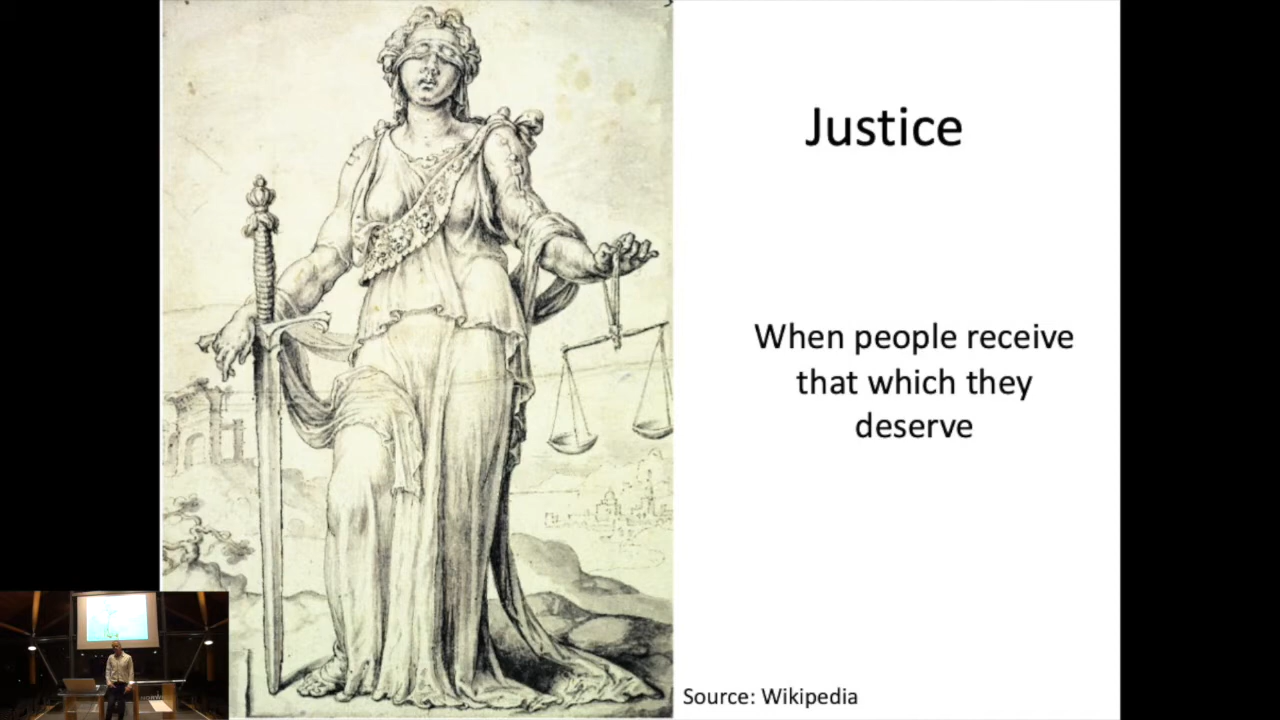 Justice
When people receive
that which they
deserve
Source: Wikipedia